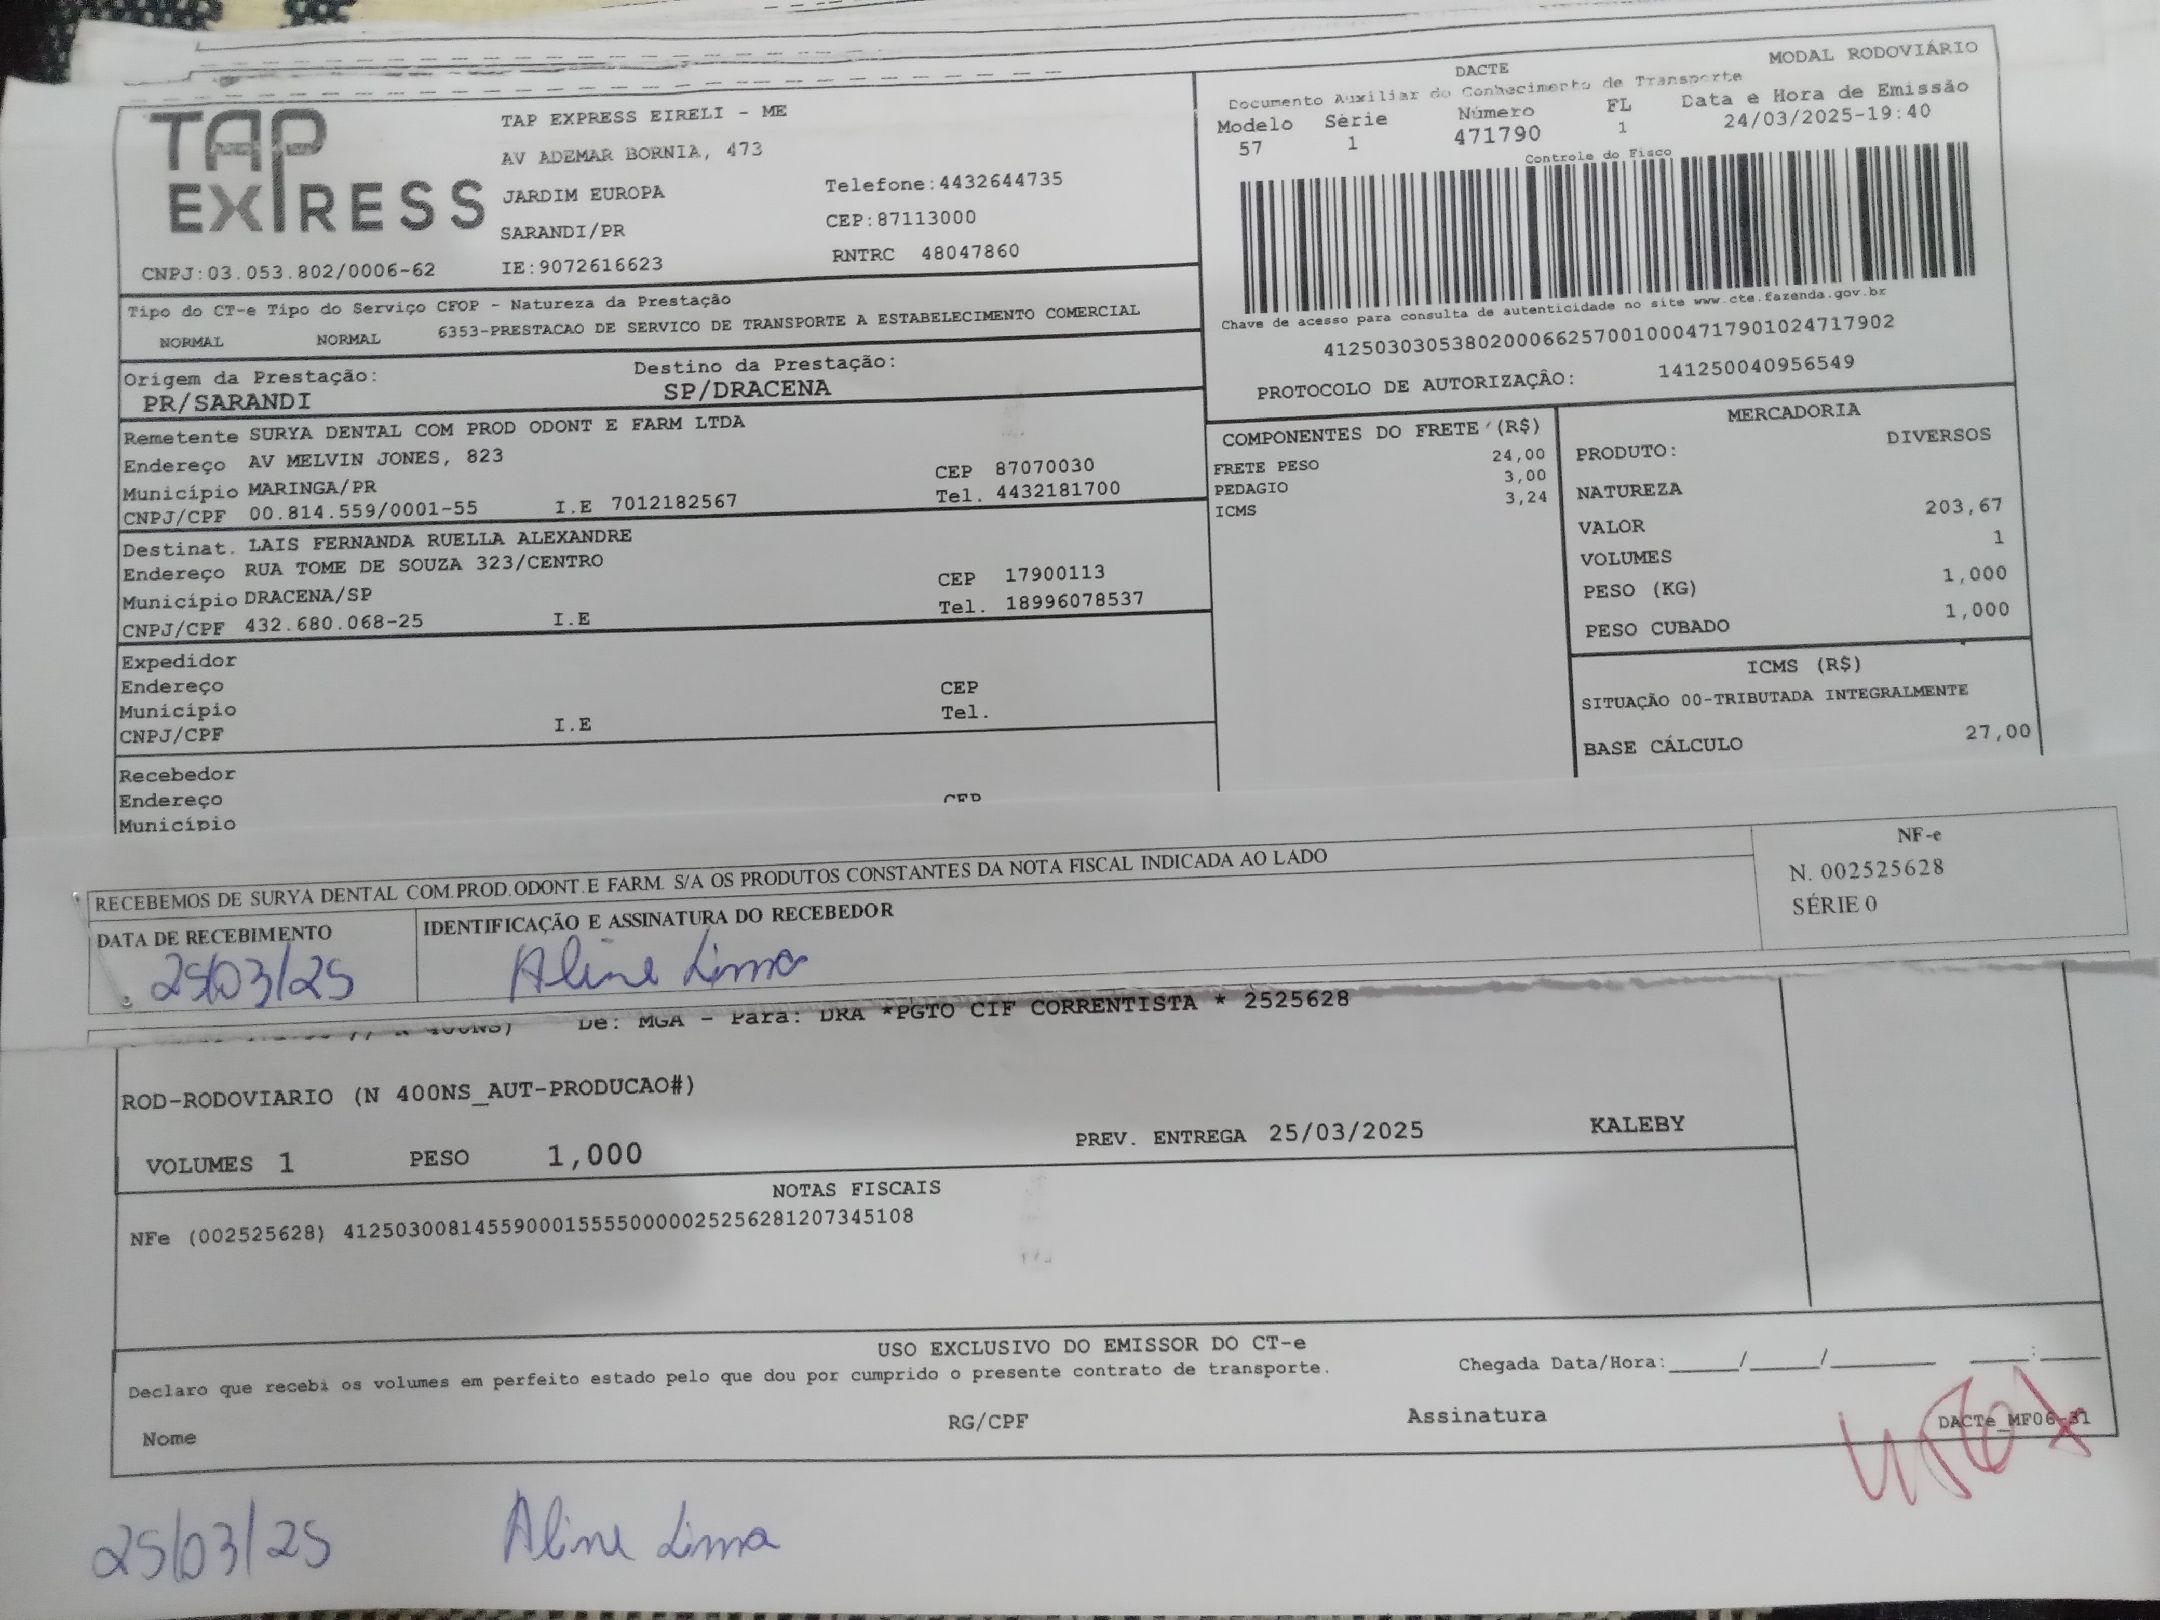 TAP EXPRESS
TAP EXPRESS EIRELI - ME
AV ADEMAR BORNIA, 473
JARDIM EUROPA Telefone:4432644735
SARANDI/PR CEP:87113000
CNPJ:03.053.802/0006-62 IE:9072616623 RNTRC 48047860
DACTE MODAL RODOVIÁRIO
Documento Auxiliar do Conhecimento de Transporte
Modelo Série Número FL Data e Hora de Emissão
57 1 471790 1 24/03/2025-19:40
Controle do Fisco
Chave de acesso para consulta de autenticidade no site www.cte.fazenda.gov.br
41250303053802000662570010004717901024717902
PROTOCOLO DE AUTORIZAÇÃO: 141250040956549
Tipo do CT-e Tipo do Serviço CFOP - Natureza da Prestação
NORMAL NORMAL 6353-PRESTACAO DE SERVICO DE TRANSPORTE A ESTABELECIMENTO COMERCIAL
Origem da Prestação: Destino da Prestação:
PR/SARANDI SP/DRACENA
Remetente SURYA DENTAL COM PROD ODONT E FARM LTDA
Endereço AV MELVIN JONES, 823 CEP 87070030
Município MARINGA/PR Tel. 4432181700
CNPJ/CPF 00.814.559/0001-55 I.E 7012182567
Destinat. LAIS FERNANDA RUELLA ALEXANDRE
Endereço RUA TOME DE SOUZA 323/CENTRO CEP 17900113
Município DRACENA/SP Tel. 18996078537
CNPJ/CPF 432.680.068-25 I.E
Expedidor
Endereço CEP
Município Tel.
CNPJ/CPF I.E
Recebedor
Endereço CEP
Município
COMPONENTES DO FRETE (R$)
FRETE PESO 24,00
PEDAGIO 3,00
ICMS 3,24
MERCADORIA
PRODUTO: DIVERSOS
NATUREZA
VALOR 203,67
VOLUMES 1
PESO (KG) 1,000
PESO CUBADO 1,000
ICMS (R$)
SITUAÇÃO 00-TRIBUTADA INTEGRALMENTE
BASE CÁLCULO 27,00
RECEBEMOS DE SURYA DENTAL COM.PROD.ODONT.E FARM. S/A OS PRODUTOS CONSTANTES DA NOTA FISCAL INDICADA AO LADO
NF-e
N. 002525628
SÉRIE 0
DATA DE RECEBIMENTO IDENTIFICAÇÃO E ASSINATURA DO RECEBEDOR
25/03/25 Aline Lima
400NS) De: MGA - Para: DRA *PGTO CIF CORRENTISTA * 2525628
ROD-RODOVIARIO (N 400NS_AUT-PRODUCAO#)
VOLUMES 1 PESO 1,000 PREV. ENTREGA 25/03/2025 KALEBY
NOTAS FISCAIS
NFe (002525628) 41250300814559000155550000025256281207345108
USO EXCLUSIVO DO EMISSOR DO CT-e
Declaro que recebi os volumes em perfeito estado pelo que dou por cumprido o presente contrato de transporte. Chegada Data/Hora:_____/_____/_______ ____:____
Nome RG/CPF Assinatura DACTe_MF06-31
25/03/25 Aline Lima